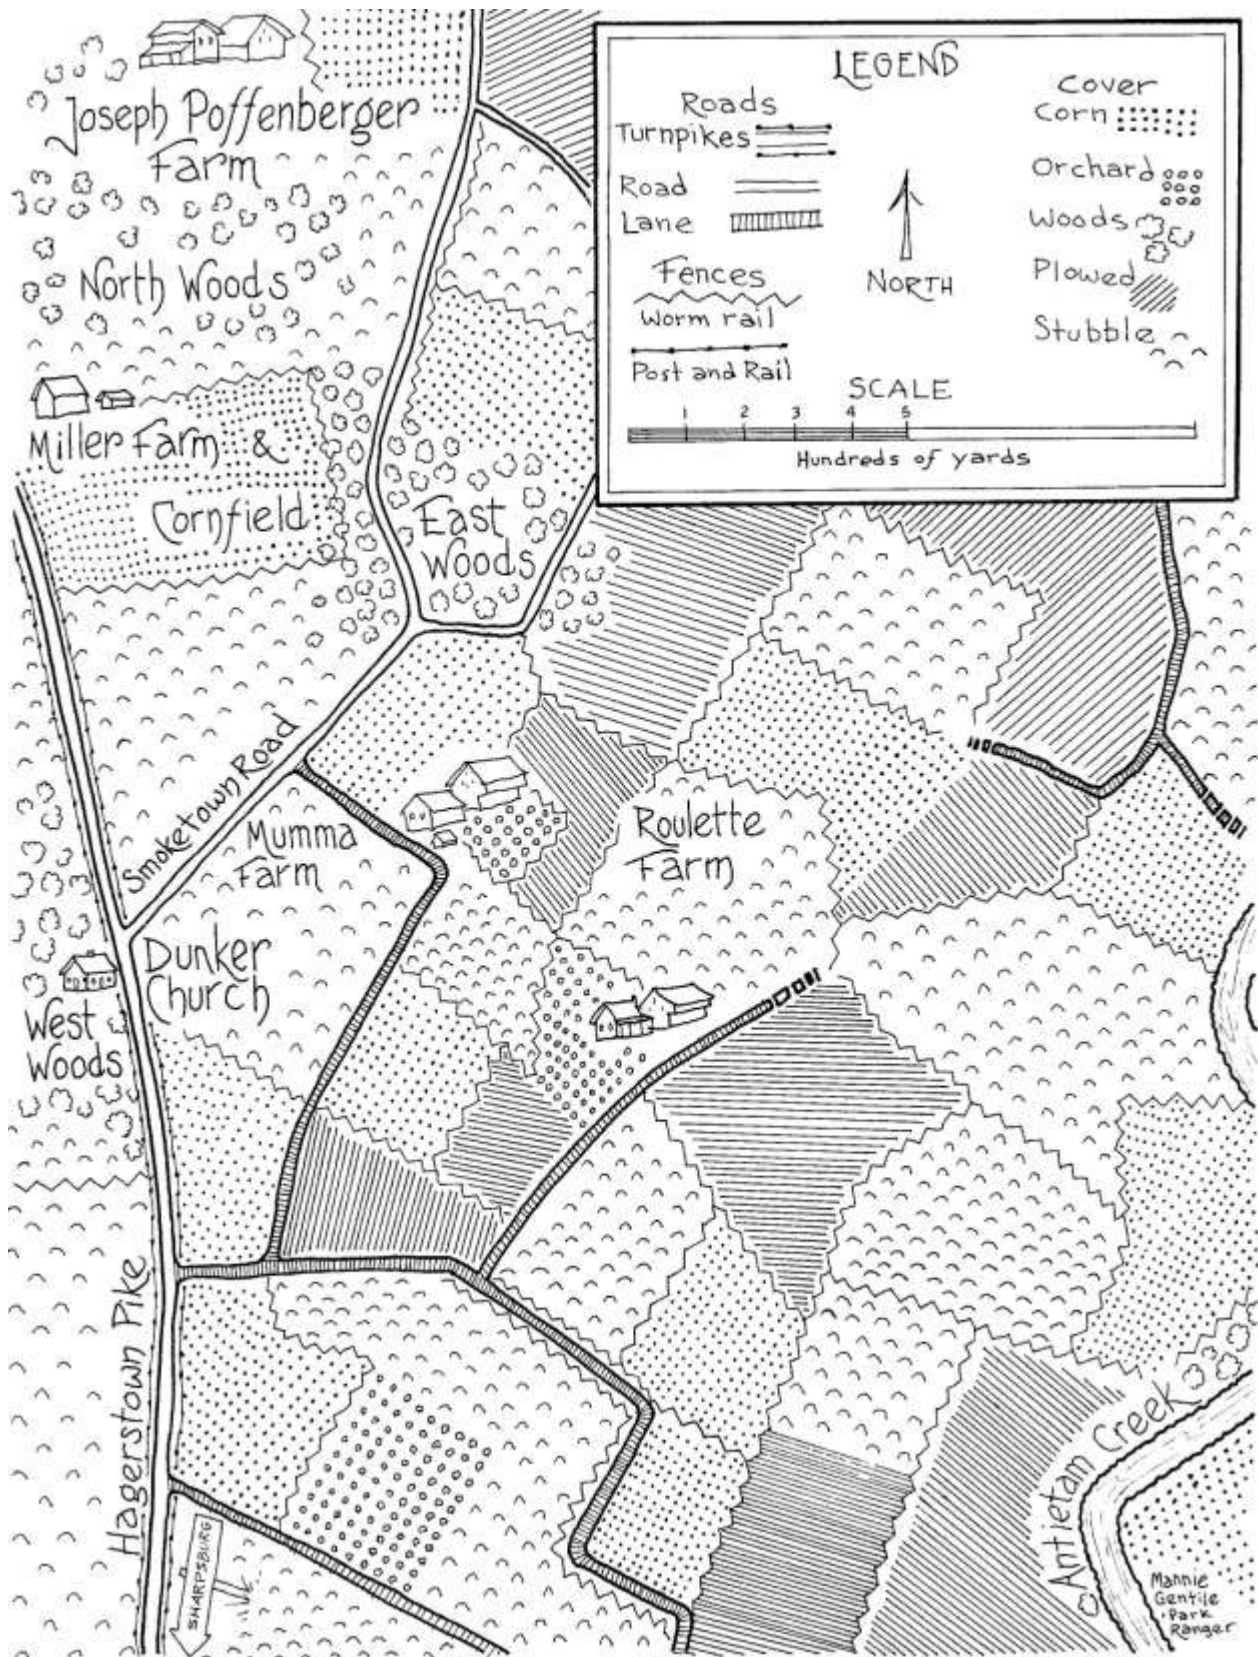 Joseph Poffenberger
Farm
North Woods
Miller Farm &
Cornfield
East
Woods
Smoketown Road
Mumma
Farm
Roulette
Farm
Dunker
Church
West
Woods
Hagerstown Pike
SHARPSBURG
Antietan Creek
Mannie
Gentile
Park
Ranger
LEGEND
Roads
Turnpikes
Road
Lane
Fences
Worm rail
Post and Rail
NORTH
Cover
Corn
Orchard
Woods
Plowed
Stubble
SCALE
1 2 3 4 5
Hundreds of yards